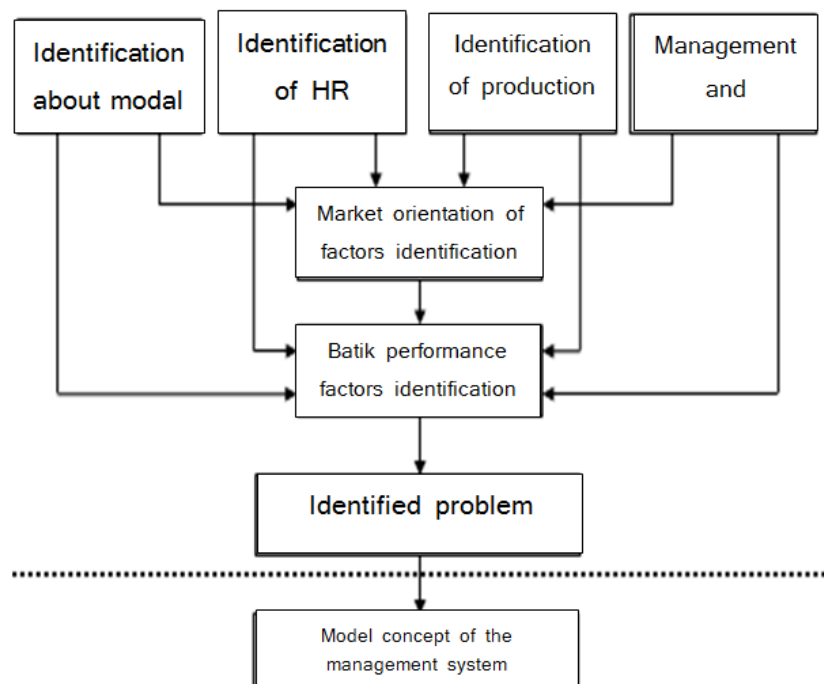 Identification
about modal
Identification
of HR
Identification
of production
Management
and
Market orientation of
factors identification
Batik performance
factors identification
Identified problem
Model concept of the
management system